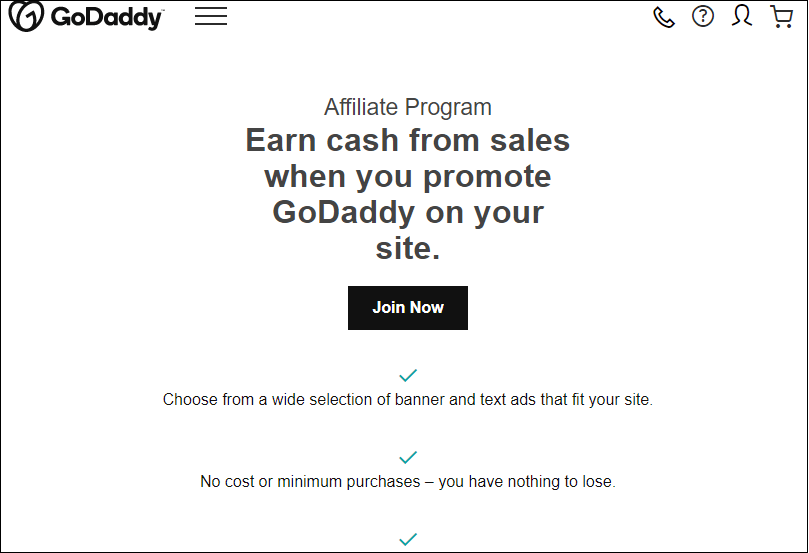 GoDaddy™
Affiliate Program
Earn cash from sales
when you promote
GoDaddy on your
site.
Join Now
Choose from a wide selection of banner and text ads that fit your site.
No cost or minimum purchases – you have nothing to lose.